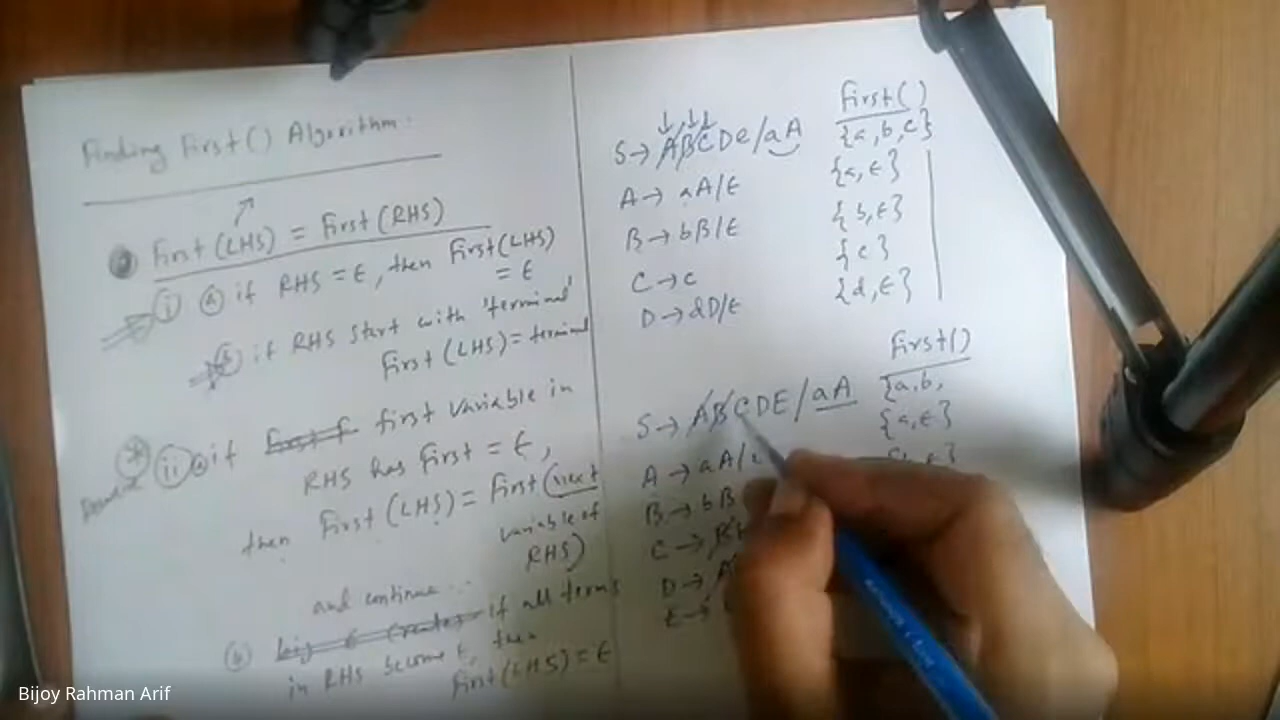 Finding First() Algorithm:
First(LHS) = First(RHS)
i a if RHS = ε, then First(LHS)
= ε
b if RHS start with 'terminal'
First(LHS) = terminal
ii a if first variable in
RHS has First = ε,
then First(LHS) = First(next
variable of
RHS)
and continue...
b if all terms
in RHS become ε, then
First(LHS) = ε
First()
S → ABCDe/aA {a,b,c}
A → aA/ε {a,ε}
B → bB/ε {b,ε}
C → c {c}
D → dD/ε {d,ε}
First()
S → ABCDE/aA {a,b,
A → aA/ {a,ε}
B → bB
C → B
D → A
E →
Bijoy Rahman Arif